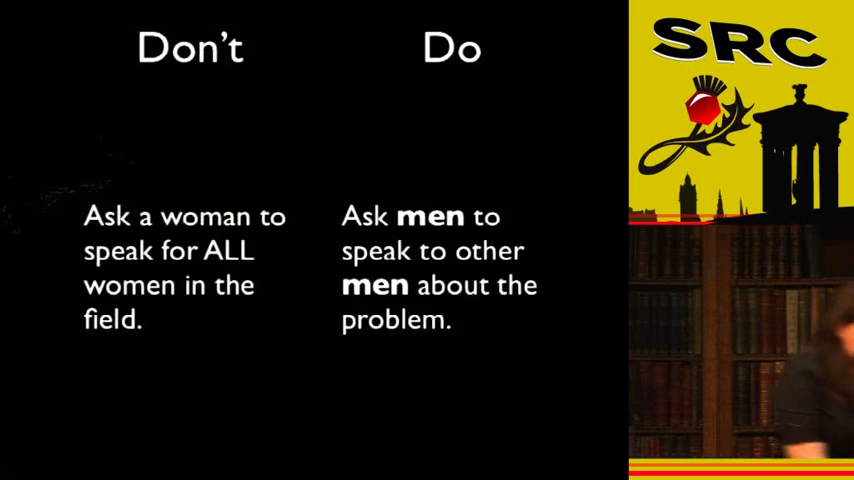 Don't
Do
Ask a woman to
speak for ALL
women in the
field.
Ask men to
speak to other
men about the
problem.
SRC